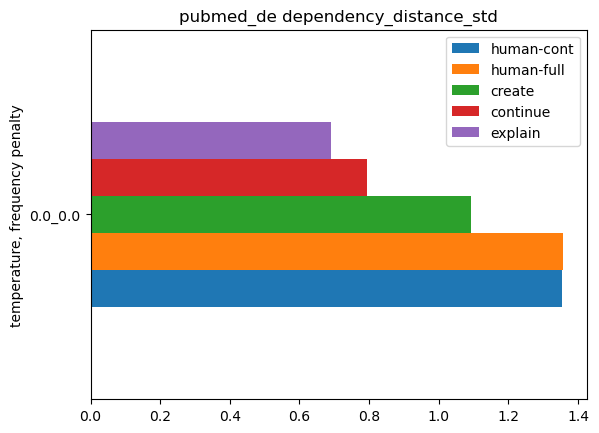 pubmed_de dependency_distance_std
human-cont
human-full
create
continue
explain
temperature, frequency penalty
0.0_0.0
0.0 0.2 0.4 0.6 0.8 1.0 1.2 1.4